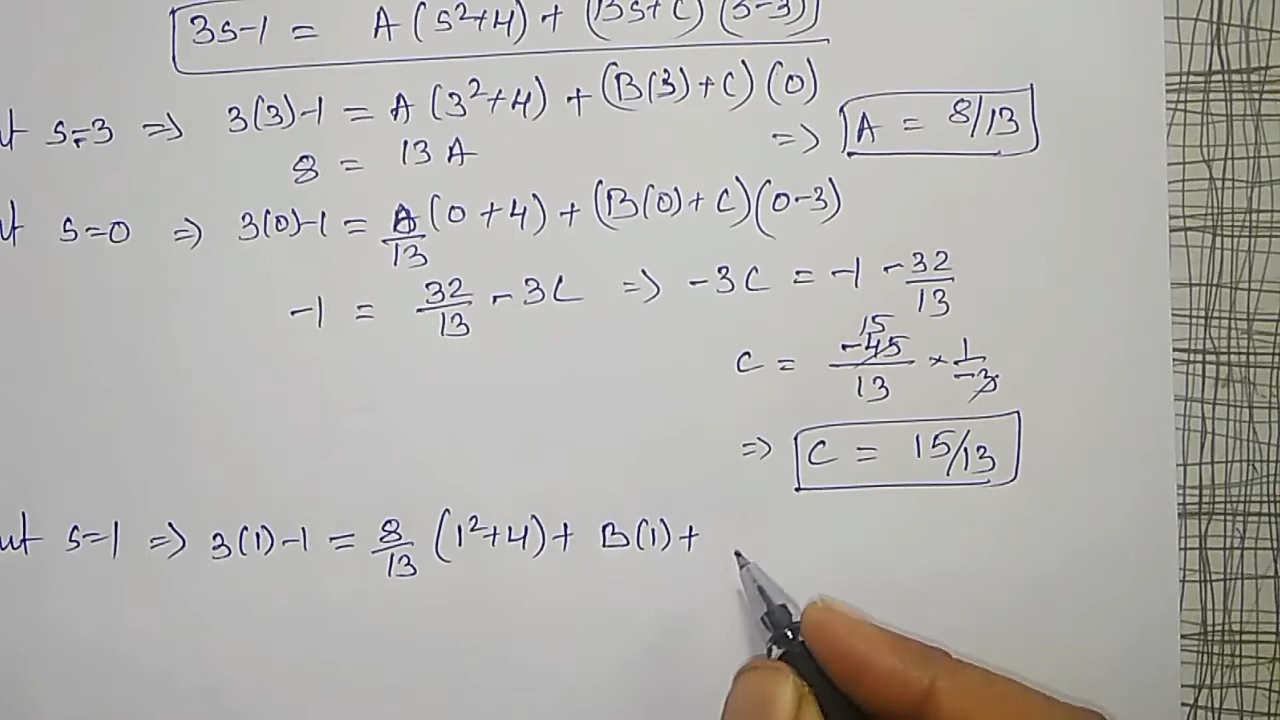 3s-1 = A(s²+4) + (Bs+C)(s-3)
ut s=3 => 3(3)-1 = A(3²+4) + (B(3)+C)(0)
8 = 13A => A = 8/13
ut s=0 => 3(0)-1 = 8/13 (0+4) + (B(0)+C)(0-3)
-1 = 32/13 - 3C => -3C = -1 - 32/13
C = -45/13 × 1/-3 15
=> C = 15/13
ut s=1 => 3(1)-1 = 8/13 (1²+4) + B(1) +